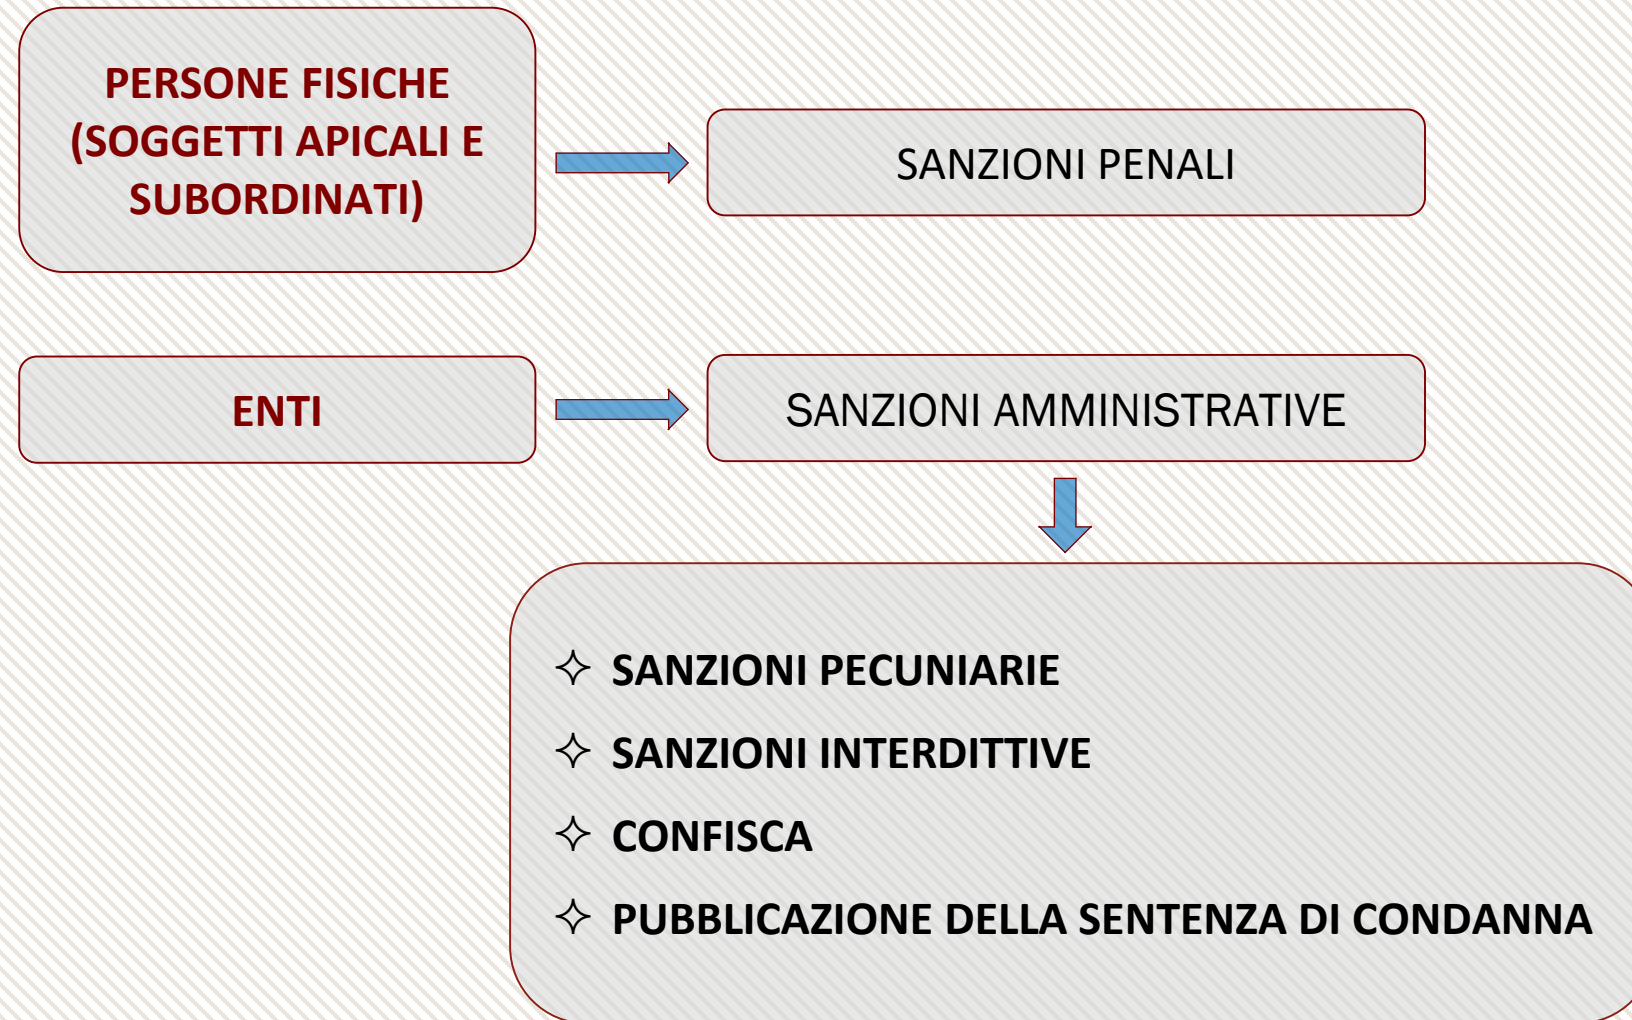 PERSONE FISICHE
(SOGGETTI APICALI E
SUBORDINATI)
SANZIONI PENALI
ENTI
SANZIONI AMMINISTRATIVE
SANZIONI PECUNIARIE
SANZIONI INTERDITTIVE
CONFISCA
PUBBLICAZIONE DELLA SENTENZA DI CONDANNA